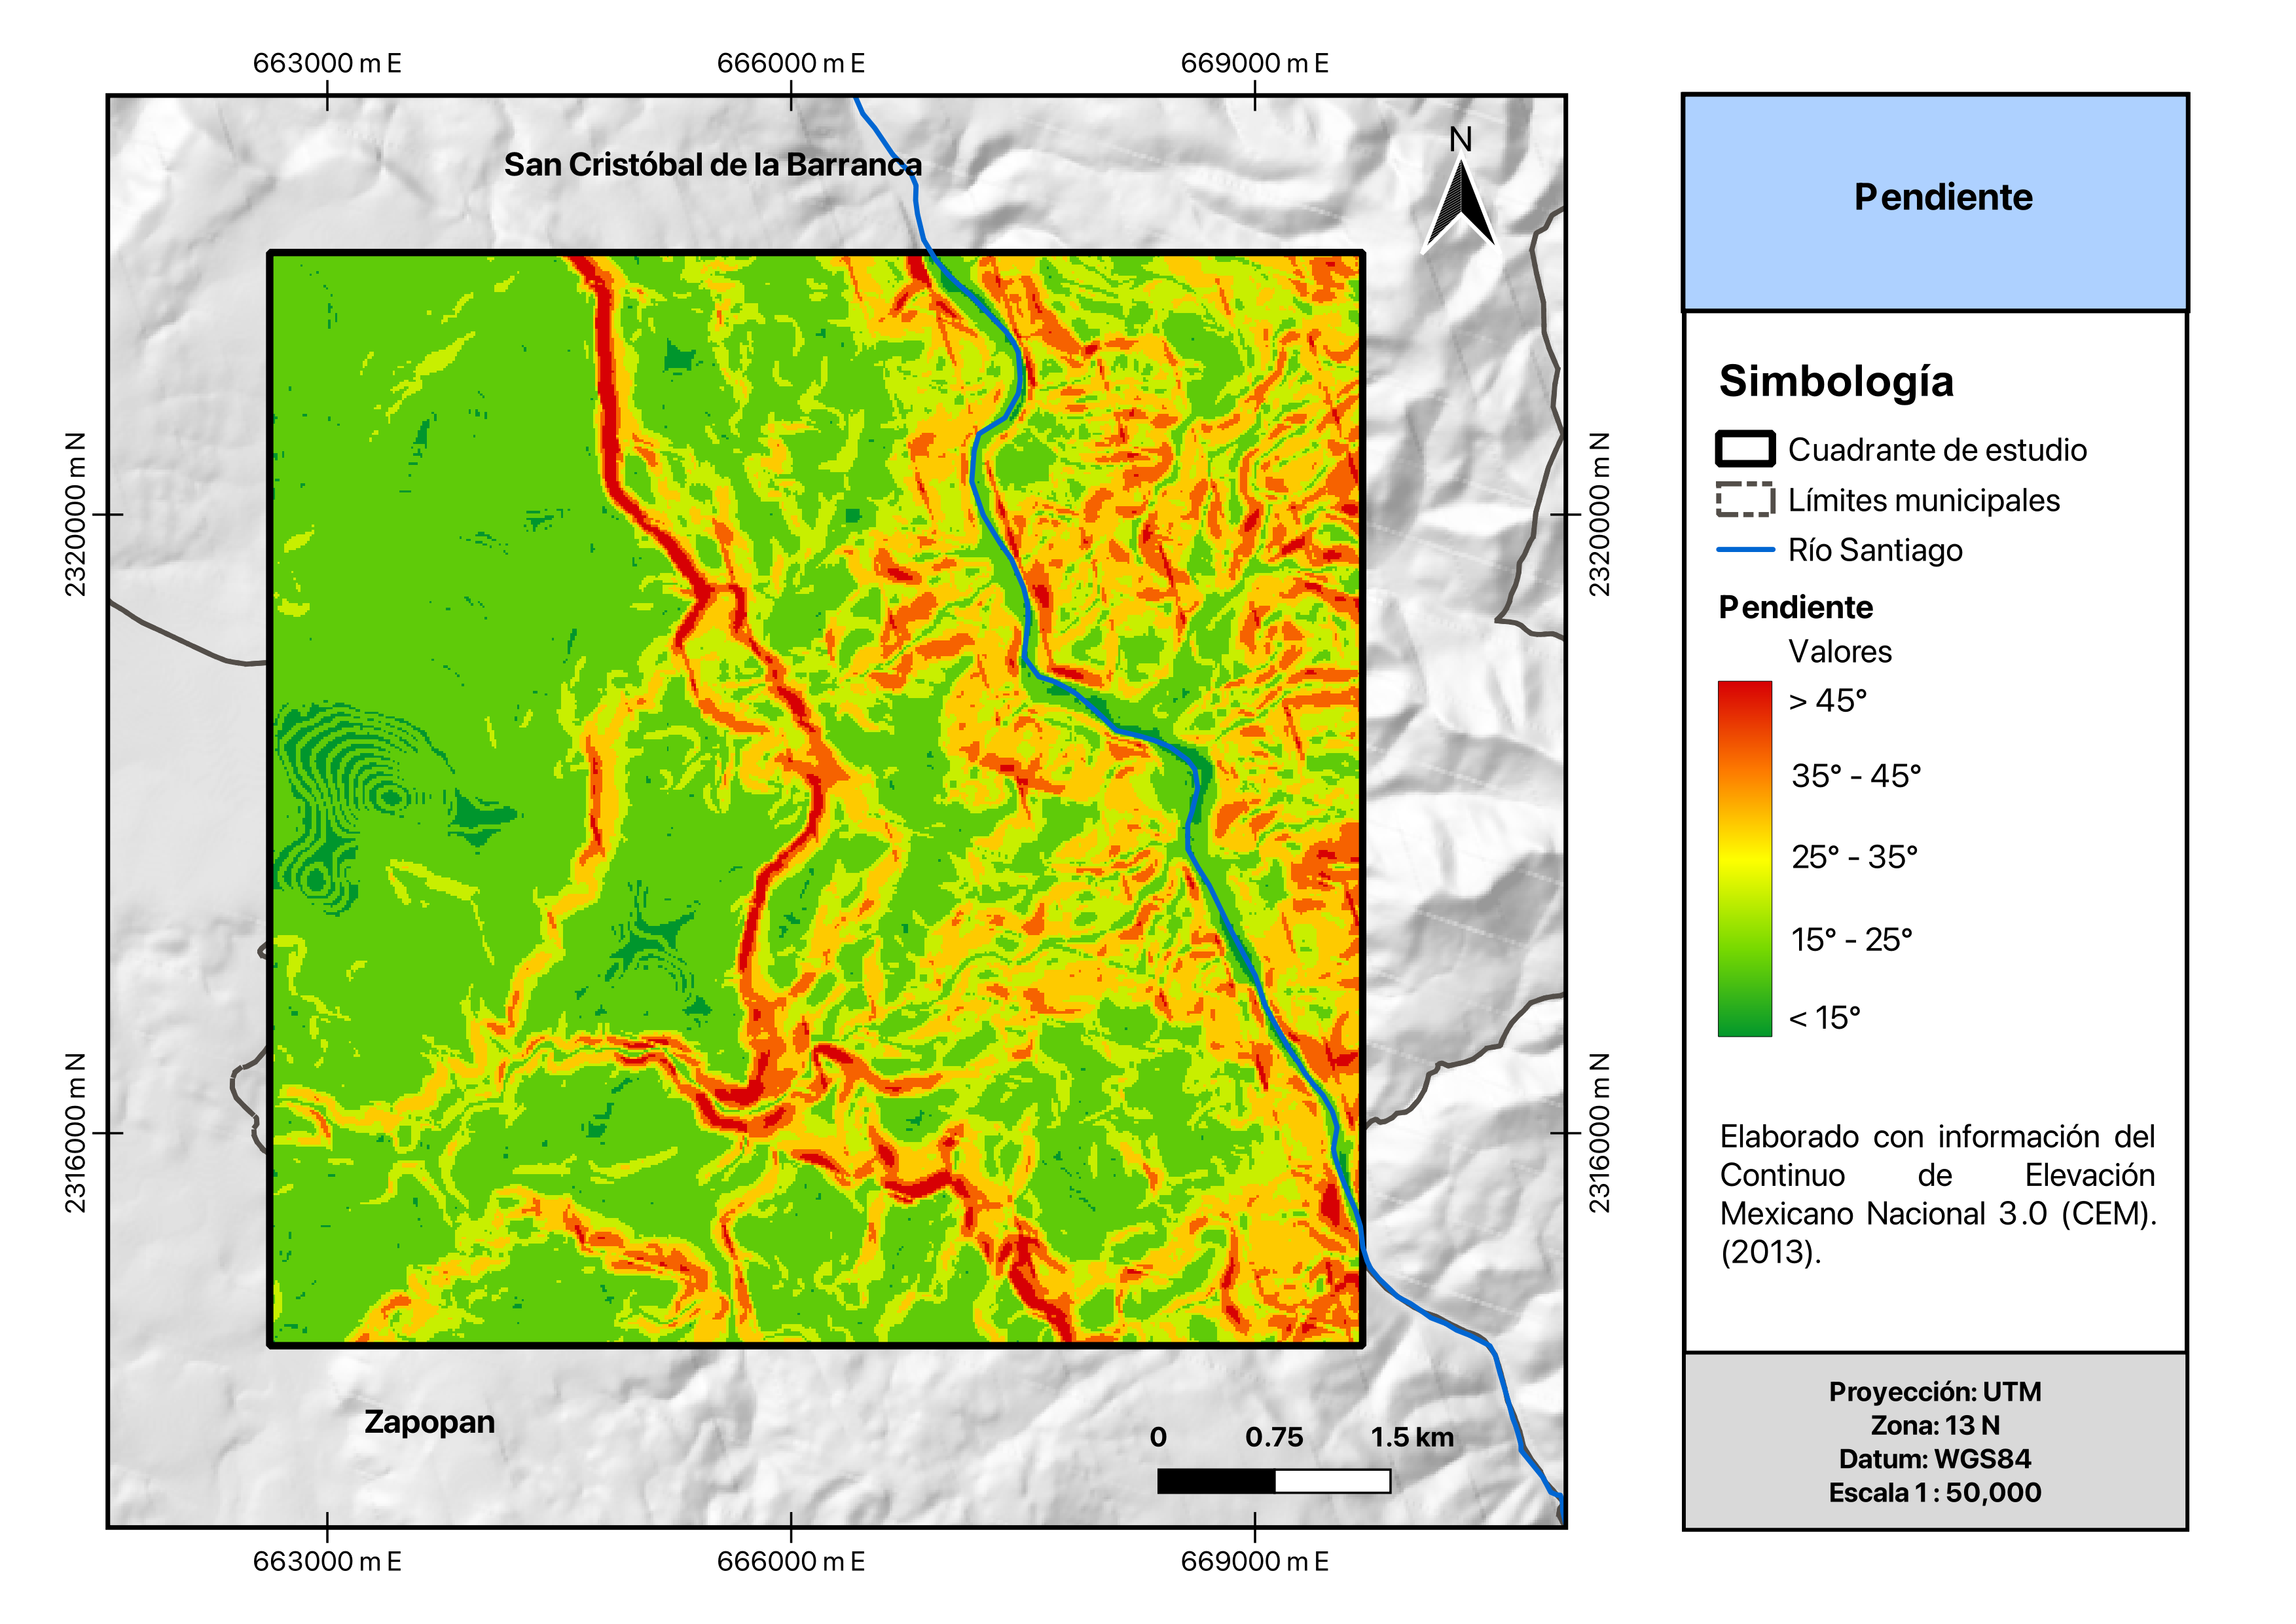 663000 m E
666000 m E
669000 m E
San Cristóbal de la Barranca
N
2320000 m N
2320000 m N
2316000 m N
2316000 m N
Zapopan
0 0.75 1.5 km
663000 m E
666000 m E
669000 m E
Pendiente
Simbología
Cuadrante de estudio
Límites municipales
Río Santiago
Pendiente
Valores
> 45°
35° - 45°
25° - 35°
15° - 25°
< 15°
Elaborado con información del
Continuo de Elevación
Mexicano Nacional 3.0 (CEM).
(2013).
Proyección: UTM
Zona: 13 N
Datum: WGS84
Escala 1 : 50,000